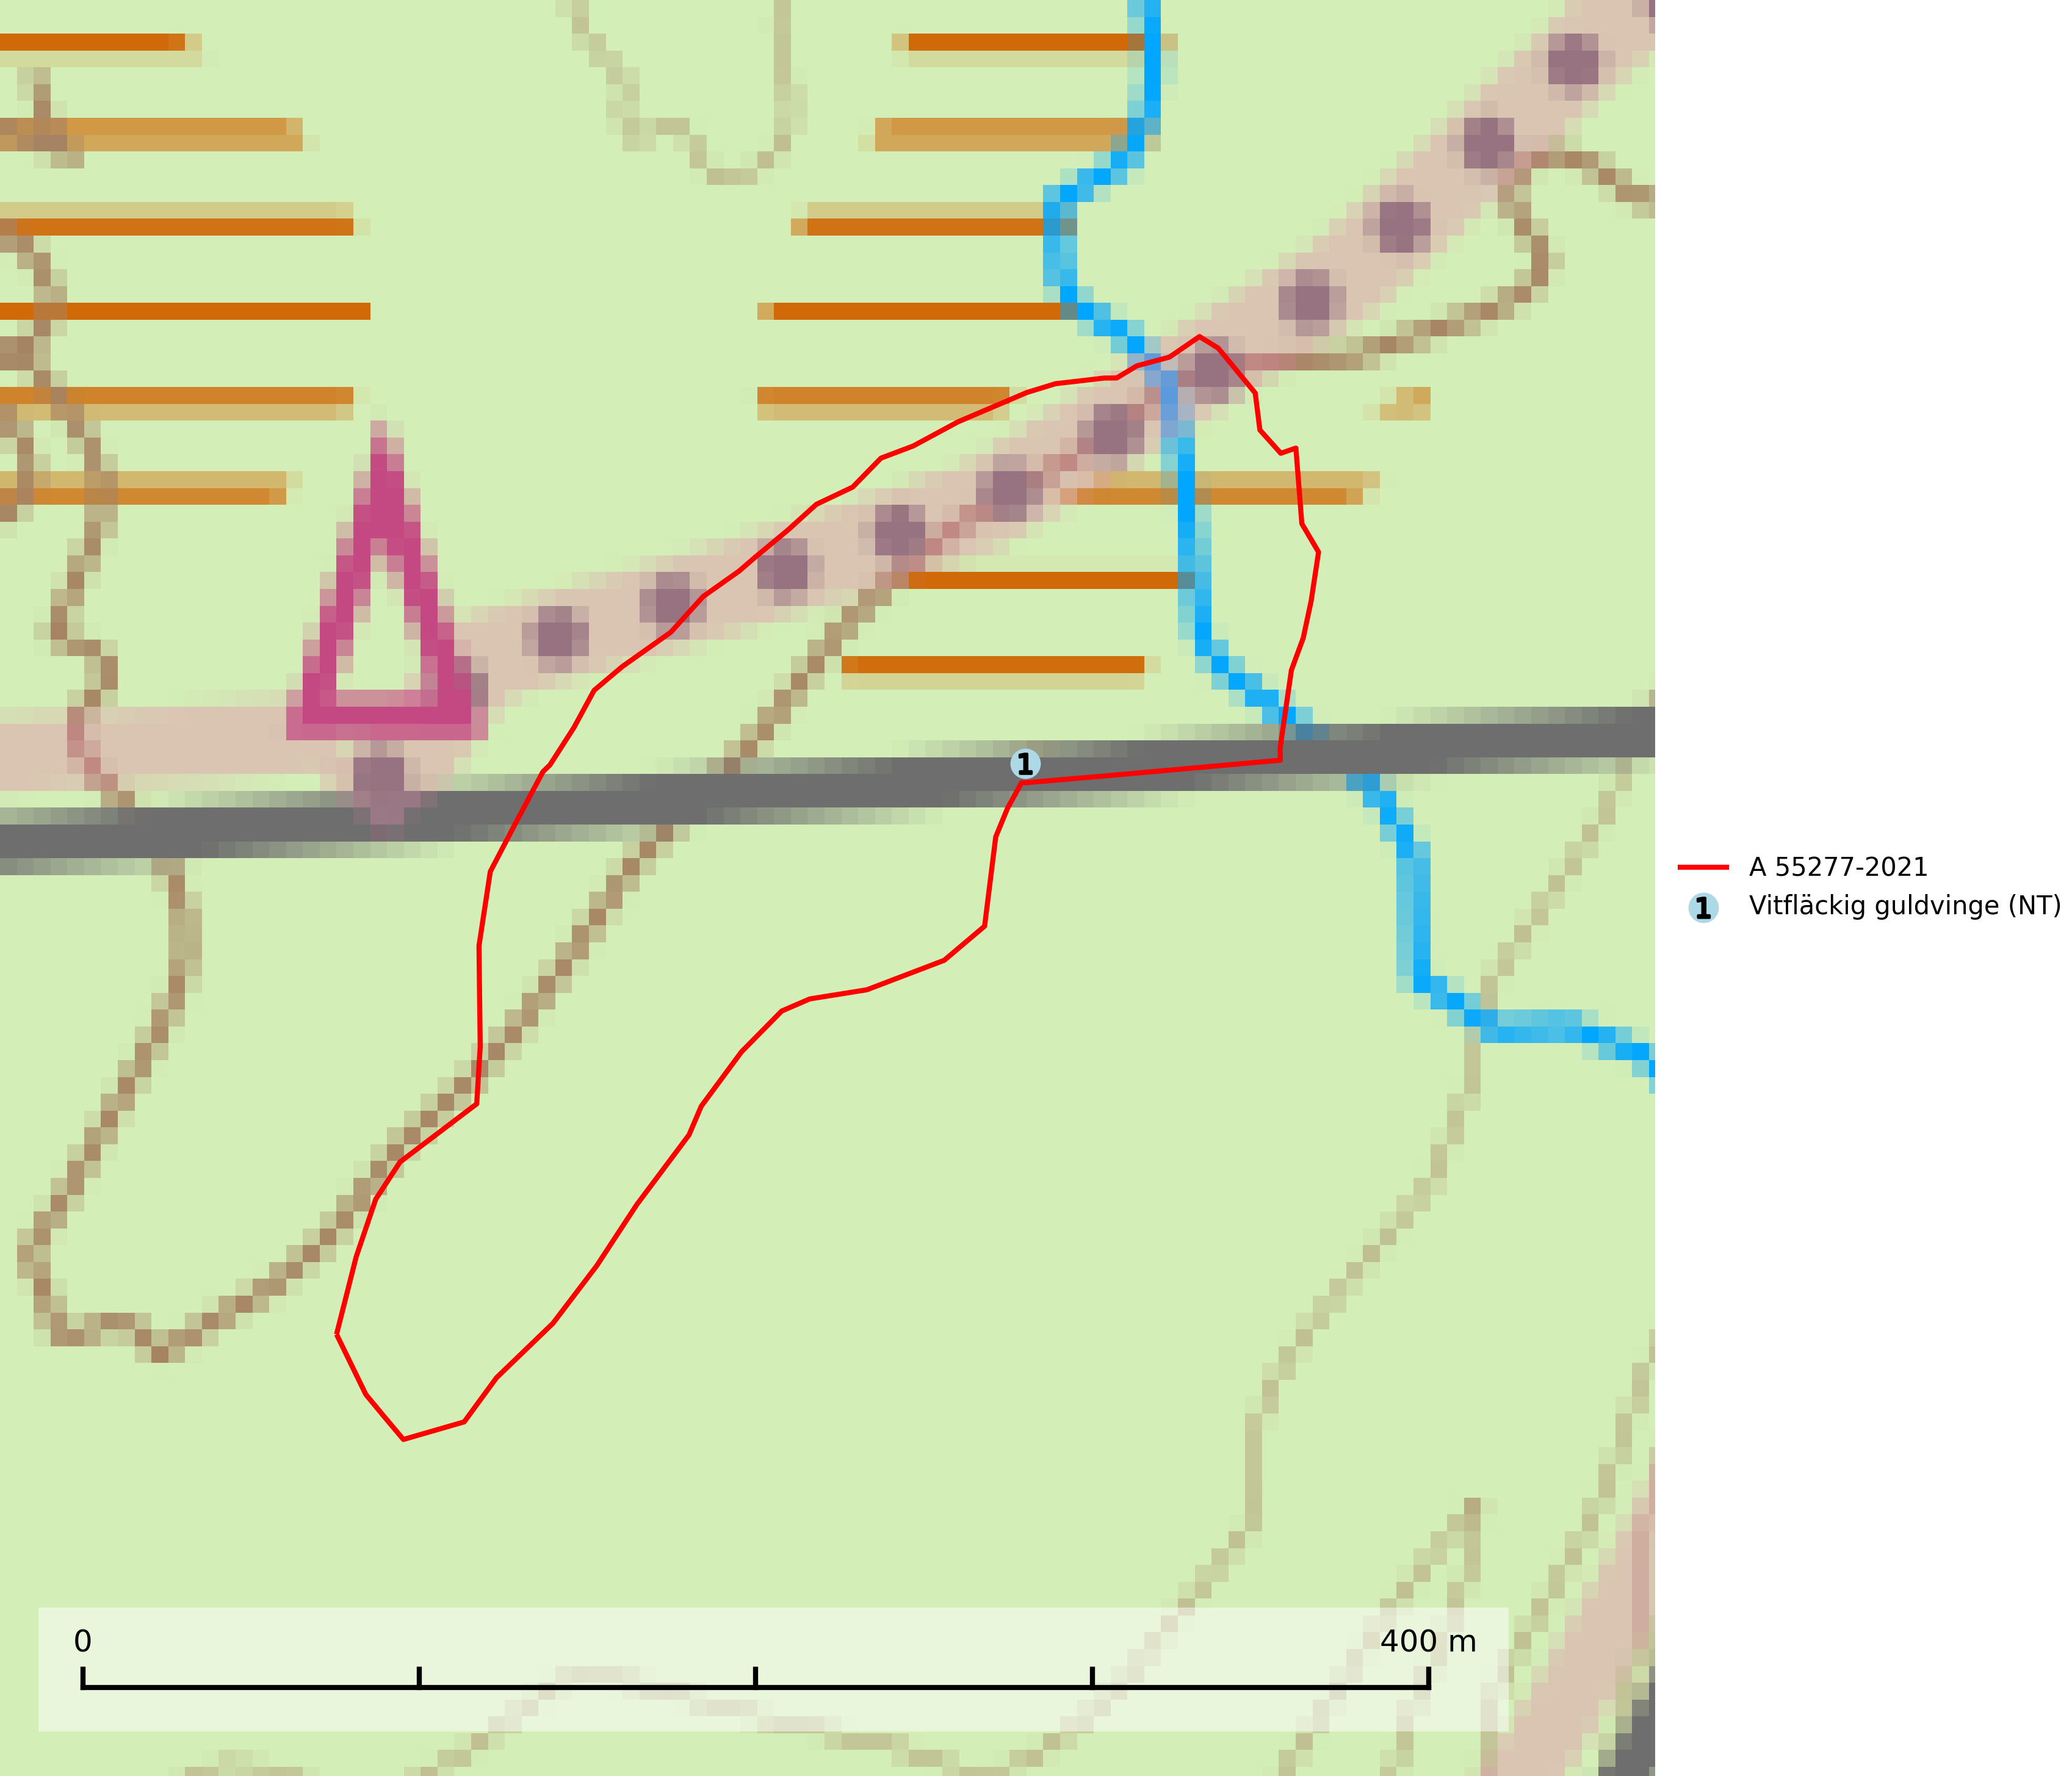 1
A 55277-2021
1 Vitfläckig guldvinge (NT)
0 400 m